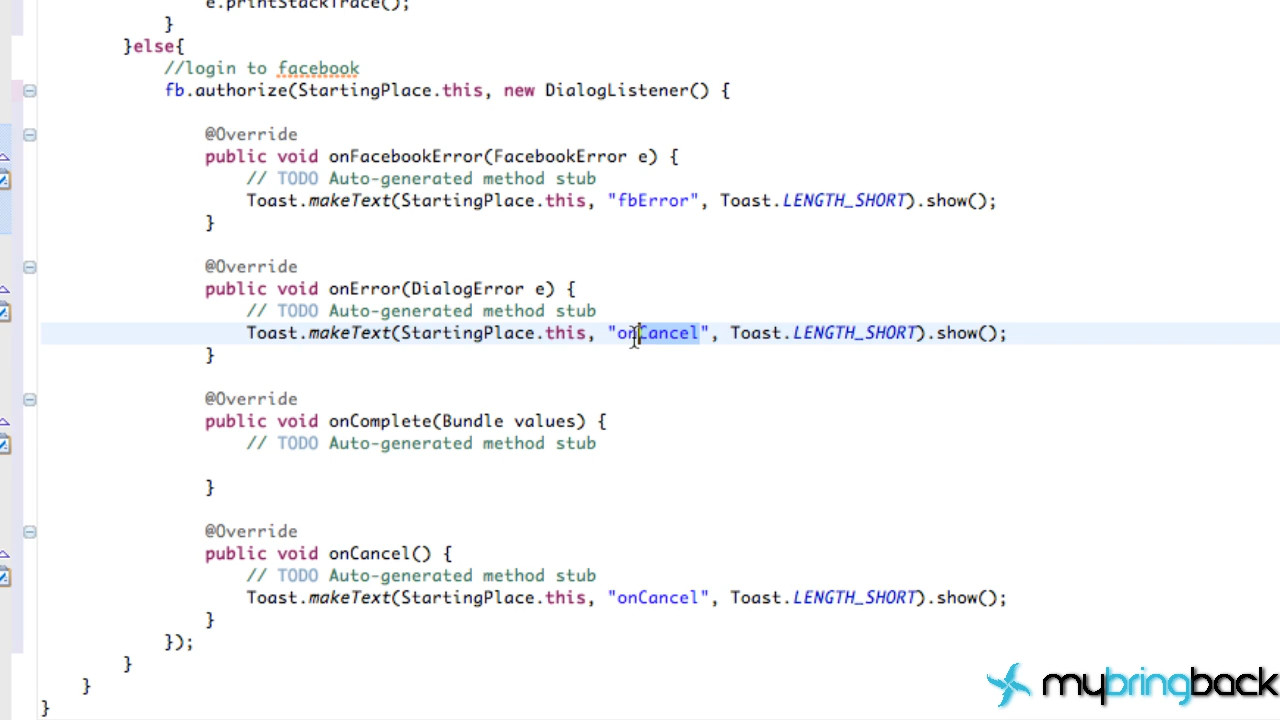 e.printStackTrace();
}
}else{
//login to facebook
fb.authorize(StartingPlace.this, new DialogListener() {
@Override
public void onFacebookError(FacebookError e) {
// TODO Auto-generated method stub
Toast.makeText(StartingPlace.this, "fbError", Toast.LENGTH_SHORT).show();
}
@Override
public void onError(DialogError e) {
// TODO Auto-generated method stub
Toast.makeText(StartingPlace.this, "onCancel", Toast.LENGTH_SHORT).show();
}
@Override
public void onComplete(Bundle values) {
// TODO Auto-generated method stub
}
@Override
public void onCancel() {
// TODO Auto-generated method stub
Toast.makeText(StartingPlace.this, "onCancel", Toast.LENGTH_SHORT).show();
}
});
}
}
}
mybringback